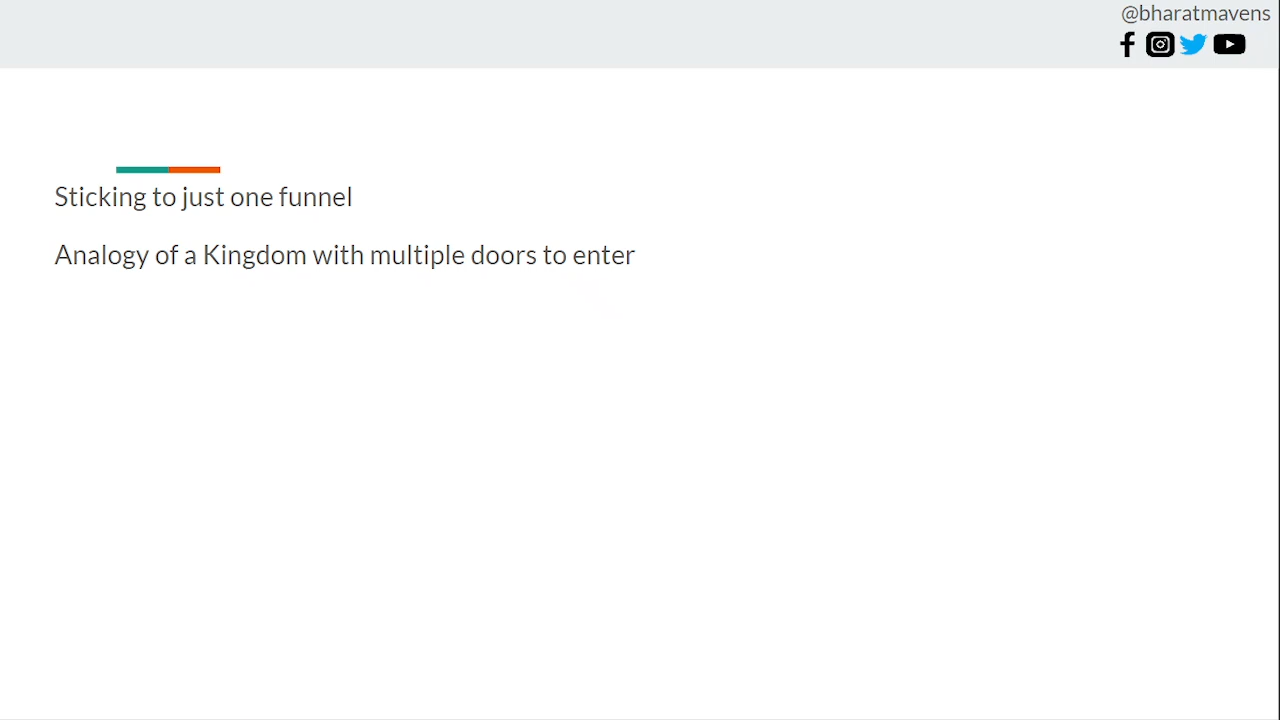 @bharatmavens
Sticking to just one funnel
Analogy of a Kingdom with multiple doors to enter